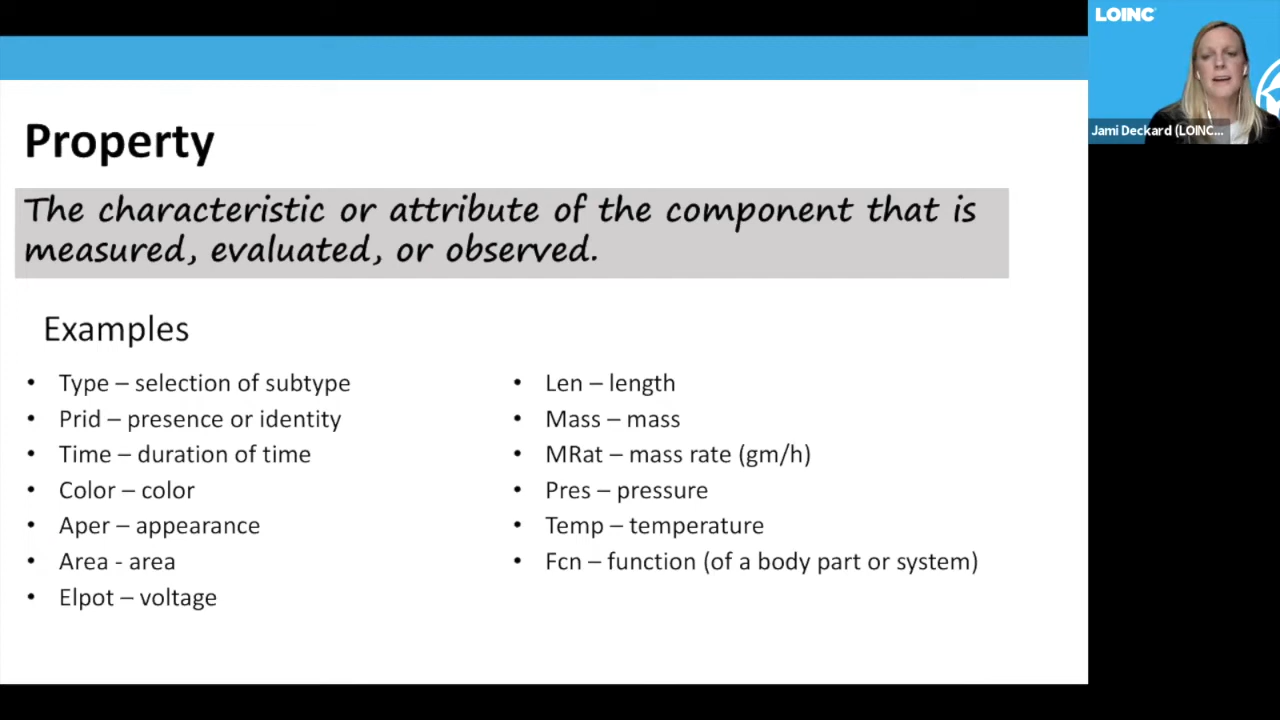 LOINC
Jami Deckard (LOINC...
Property
The characteristic or attribute of the component that is
measured, evaluated, or observed.
Examples
• Type – selection of subtype
• Prid – presence or identity
• Time – duration of time
• Color – color
• Aper – appearance
• Area - area
• Elpot – voltage
• Len – length
• Mass – mass
• MRat – mass rate (gm/h)
• Pres – pressure
• Temp – temperature
• Fcn – function (of a body part or system)